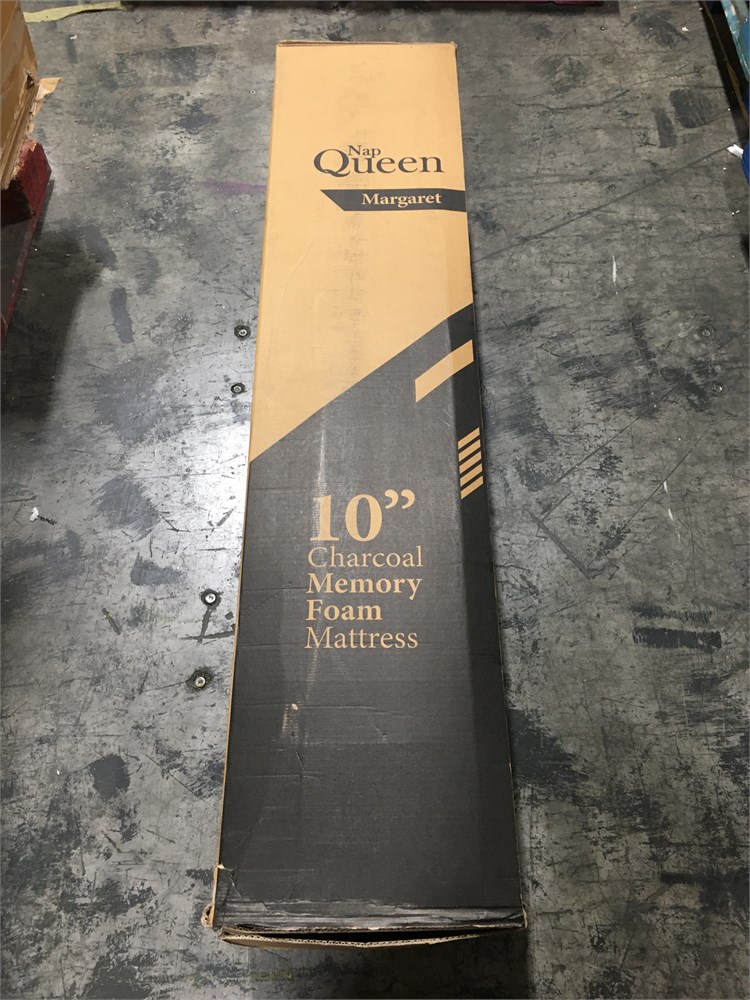 Nap
Queen
Margaret
10”
Charcoal
Memory
Foam
Mattress